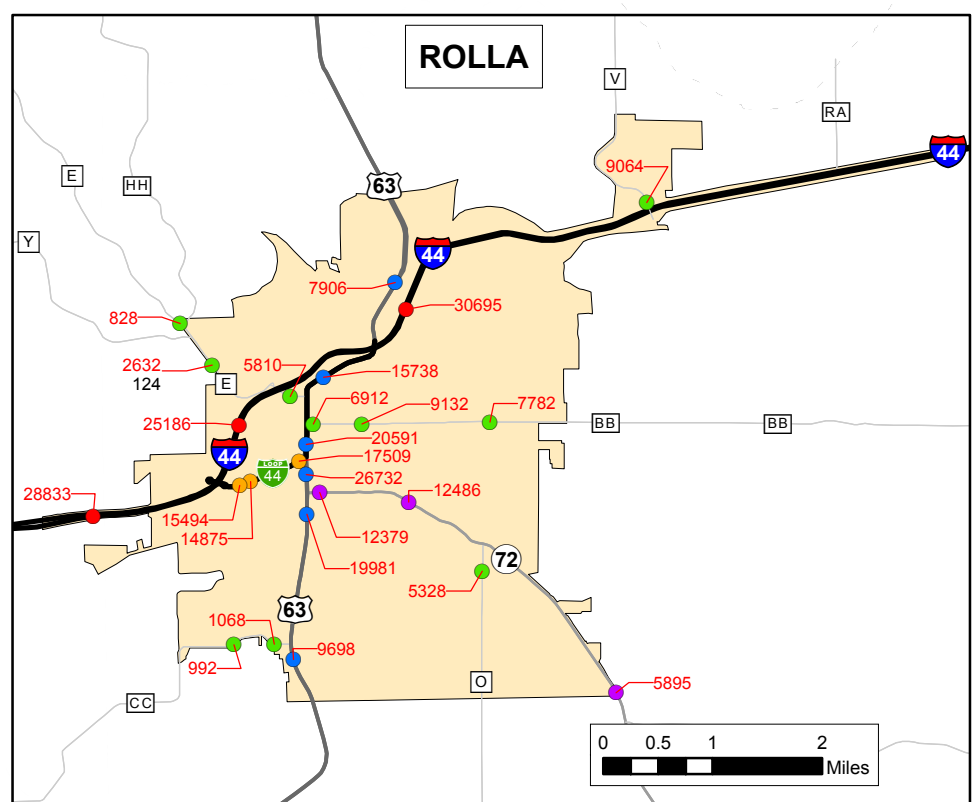 ROLLA
V
RA
44
E
HH
63
9064
Y
44
7906
30695
828
2632
124
5810
E
15738
6912
9132
7782
BB
BB
25186
20591
44
17509
LOOP
44
26732
28833
12486
15494
14875
12379
19981
72
5328
63
1068
992
9698
O
5895
CC
0 0.5 1 2
Miles